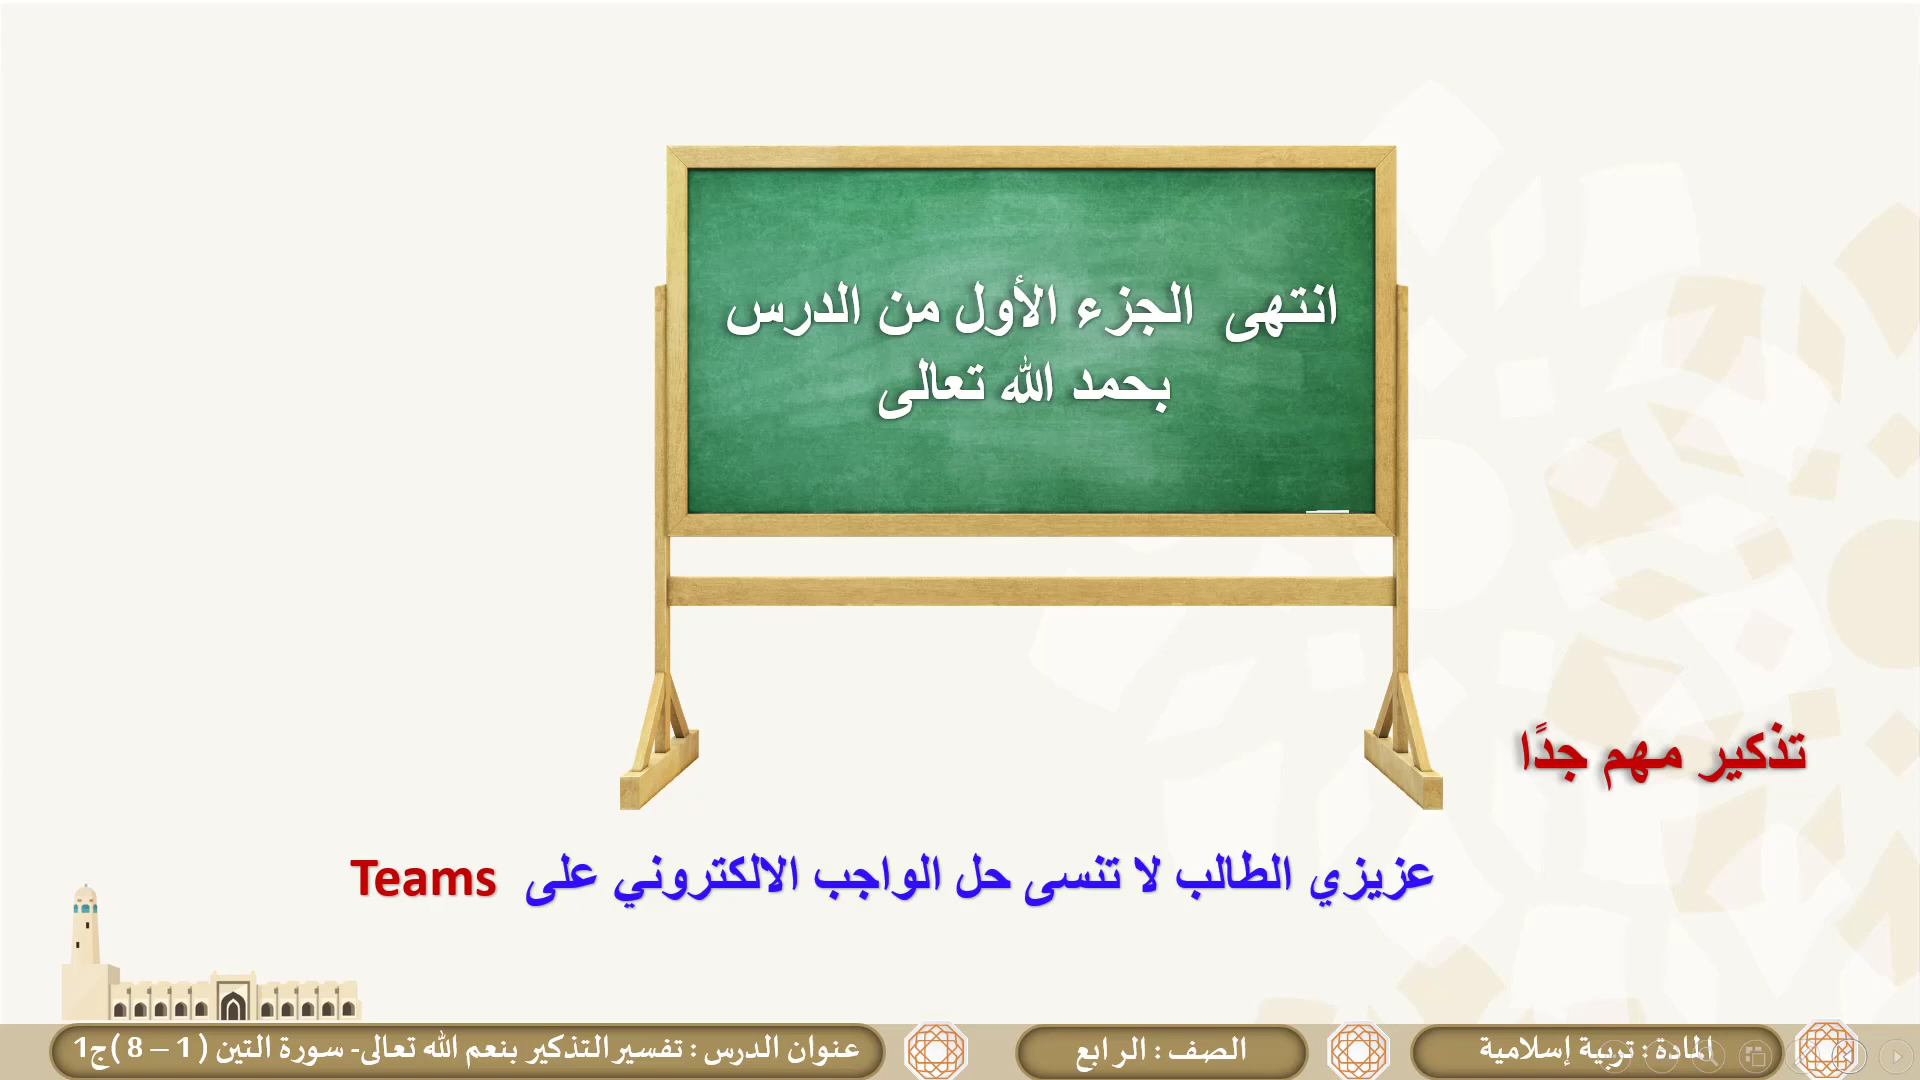 انتهى الجزء الأول من الدرس
بحمد الله تعالى
تذكير مهم جدًا
عزيزي الطالب لا تنسى حل الواجب الالكتروني على Teams
المادة : تربية إسلامية
الصف : الرابع
عنوان الدرس : تفسير التذكير بنعم الله تعالى- سورة التين ( 1 – 8 )ج1